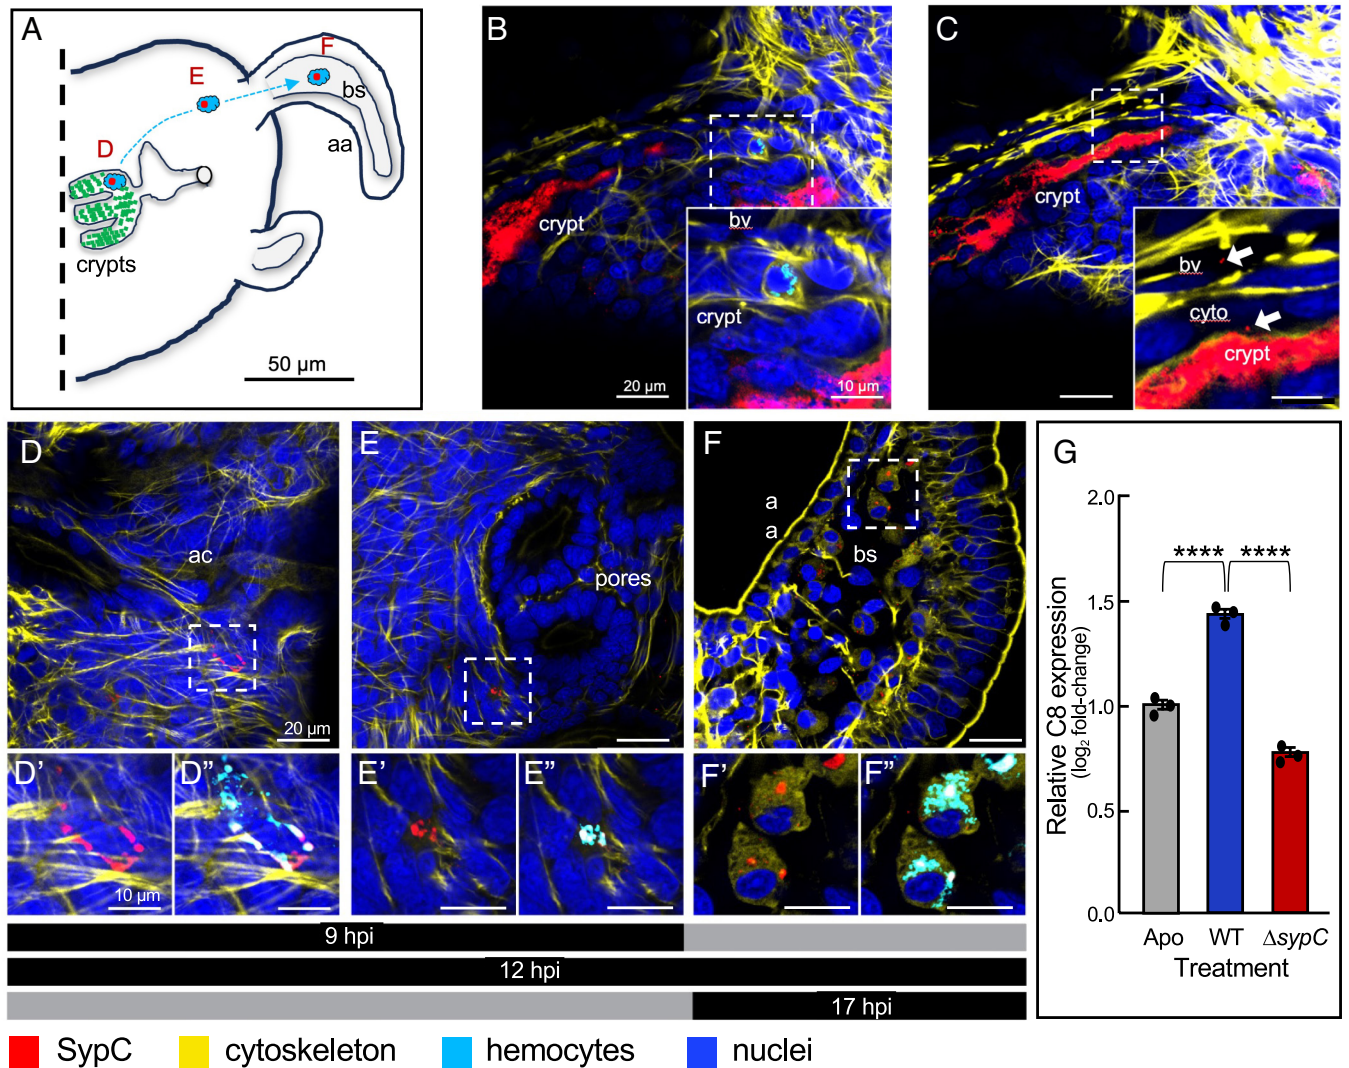 A
F
E
bs
aa
D
crypts
50 µm
B
crypt
bv
crypt
20 µm
10 µm
C
crypt
bv
cyto
crypt
D
ac
20 µm
E
pores
F
a
a
bs
D'
10 µm
D"
E'
E"
F'
F"
9 hpi
12 hpi
17 hpi
SypC
cytoskeleton
hemocytes
nuclei
G
Relative C8 expression
(log2 fold-change)
2.0
1.5
1.0
0.5
0.0
**** ****
Apo WT ΔsypC
Treatment